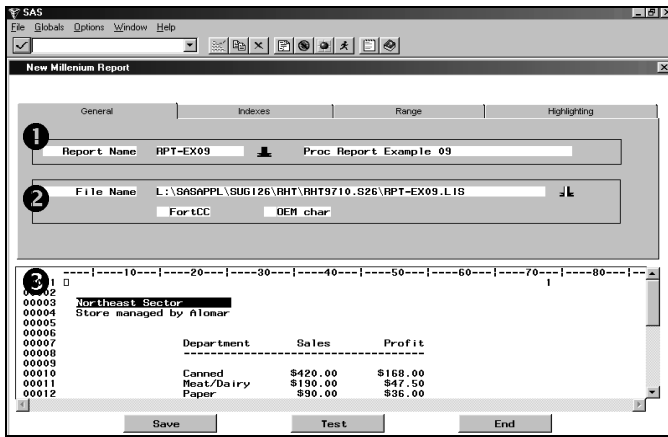 SAS
File Globals Options Window Help
New Millenium Report
General Indexes Range Highlighting
1
Report Name RPT-EX09 Proc Report Example 09
2
File Name L:\SASAPPL\SUGI26\RHT\RHT9710.S26\RPT-EX09.LIS
FortCC OEM char
3
----|----10---|----20---|----30---|----40---|----50---|----60---|----70---|----80---|--
1 1
00002
00003 Northeast Sector
00004 Store managed by Alomar
00005
00006
00007 Department Sales Profit
00008 ----------------------------------
00009
00010 Canned $420.00 $168.00
00011 Meat/Dairy $190.00 $47.50
00012 Paper $90.00 $36.00
Save Test End